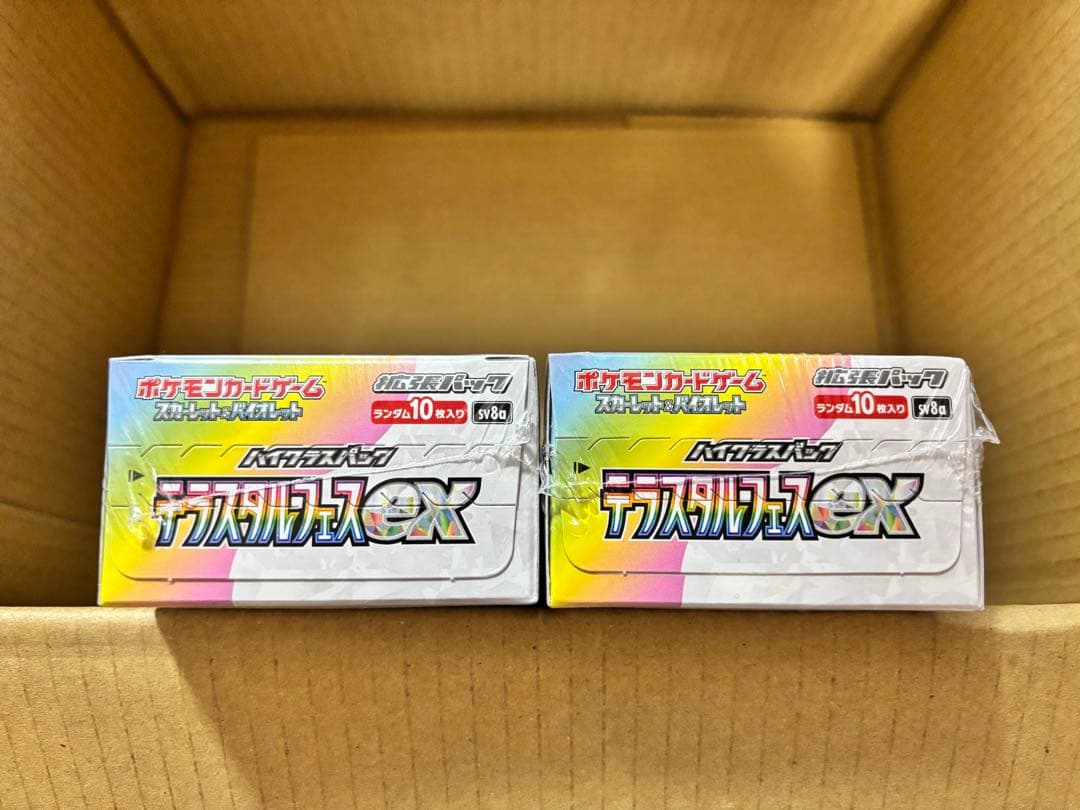 ポケモンカードゲーム
スカーレット&バイオレット
拡張パック
ランダム10枚入り
sv8a
ハイクラスパック
テラスタルフェスex
ポケモンカードゲーム
スカーレット&バイオレット
拡張パック
ランダム10枚入り
sv8a
ハイクラスパック
テラスタルフェスex